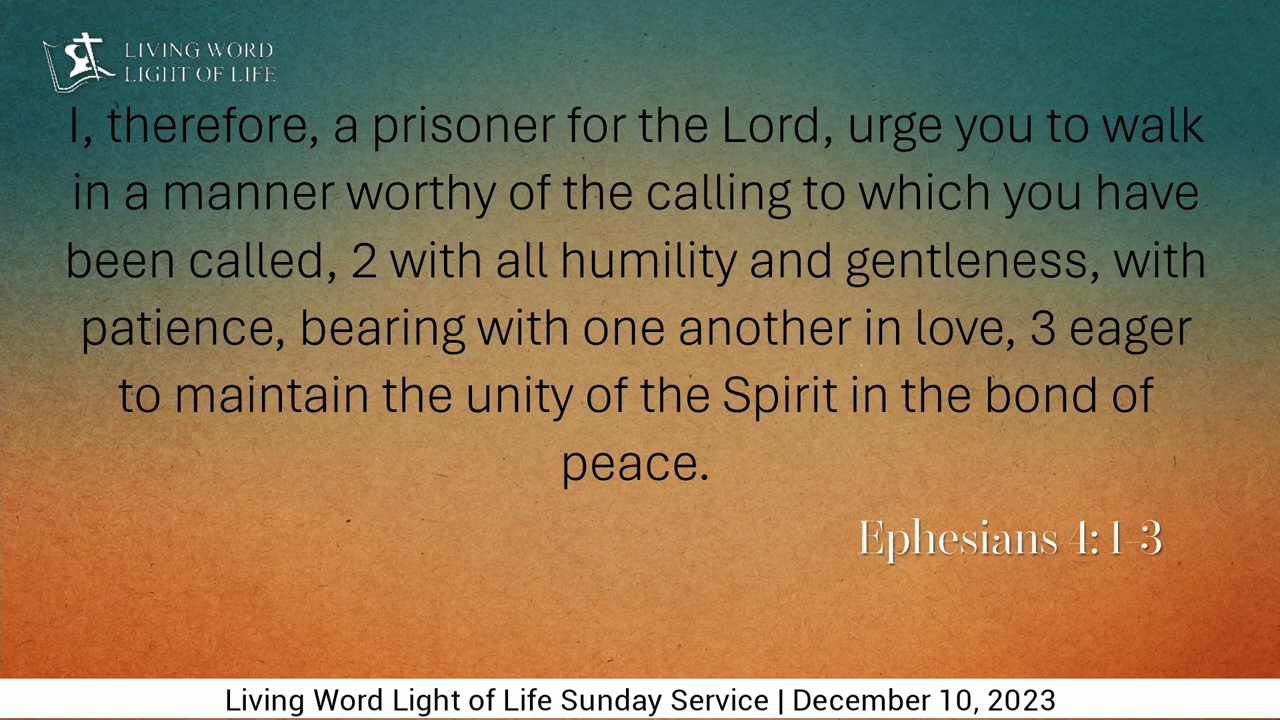 LIVING WORD
LIGHT OF LIFE
I, therefore, a prisoner for the Lord, urge you to walk
in a manner worthy of the calling to which you have
been called, 2 with all humility and gentleness, with
patience, bearing with one another in love, 3 eager
to maintain the unity of the Spirit in the bond of
peace.
Ephesians 4: 1-3
Living Word Light of Life Sunday Service | December 10, 2023